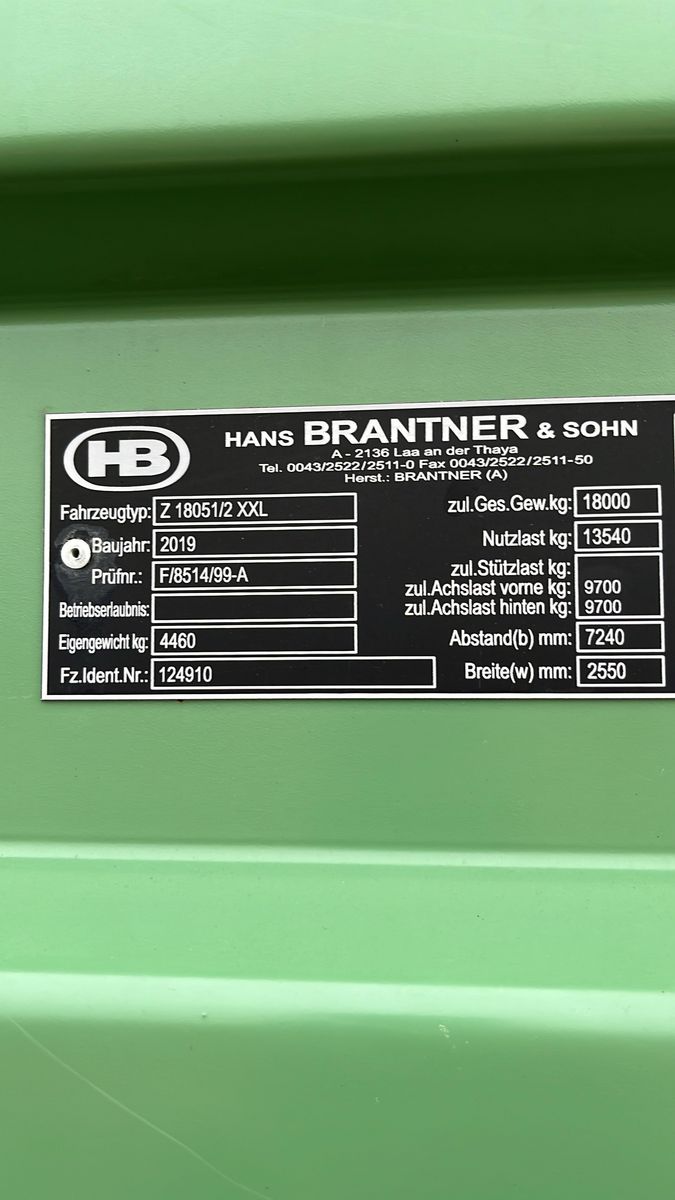 HB
HANS BRANTNER & SOHN
A - 2136 Laa an der Thaya
Tel. 0043/2522/2511-0 Fax 0043/2522/2511-50
Herst.: BRANTNER (A)
Fahrzeugtyp: Z 18051/2 XXL
Baujahr: 2019
Prüfnr.: F/8514/99-A
Betriebserlaubnis:
Eigengewicht kg: 4460
Fz.Ident.Nr.: 124910
zul.Ges.Gew.kg: 18000
Nutzlast kg: 13540
zul.Stützlast kg:
zul.Achslast vorne kg: 9700
zul.Achslast hinten kg: 9700
Abstand(b) mm: 7240
Breite(w) mm: 2550